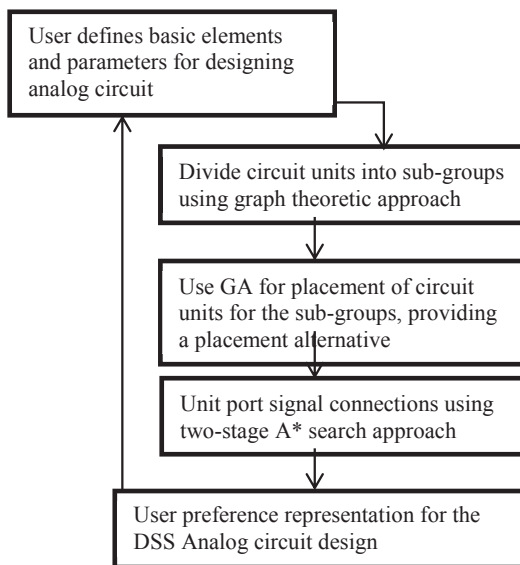 User defines basic elements
and parameters for designing
analog circuit
Divide circuit units into sub-groups
using graph theoretic approach
Use GA for placement of circuit
units for the sub-groups, providing
a placement alternative
Unit port signal connections using
two-stage A* search approach
User preference representation for the
DSS Analog circuit design